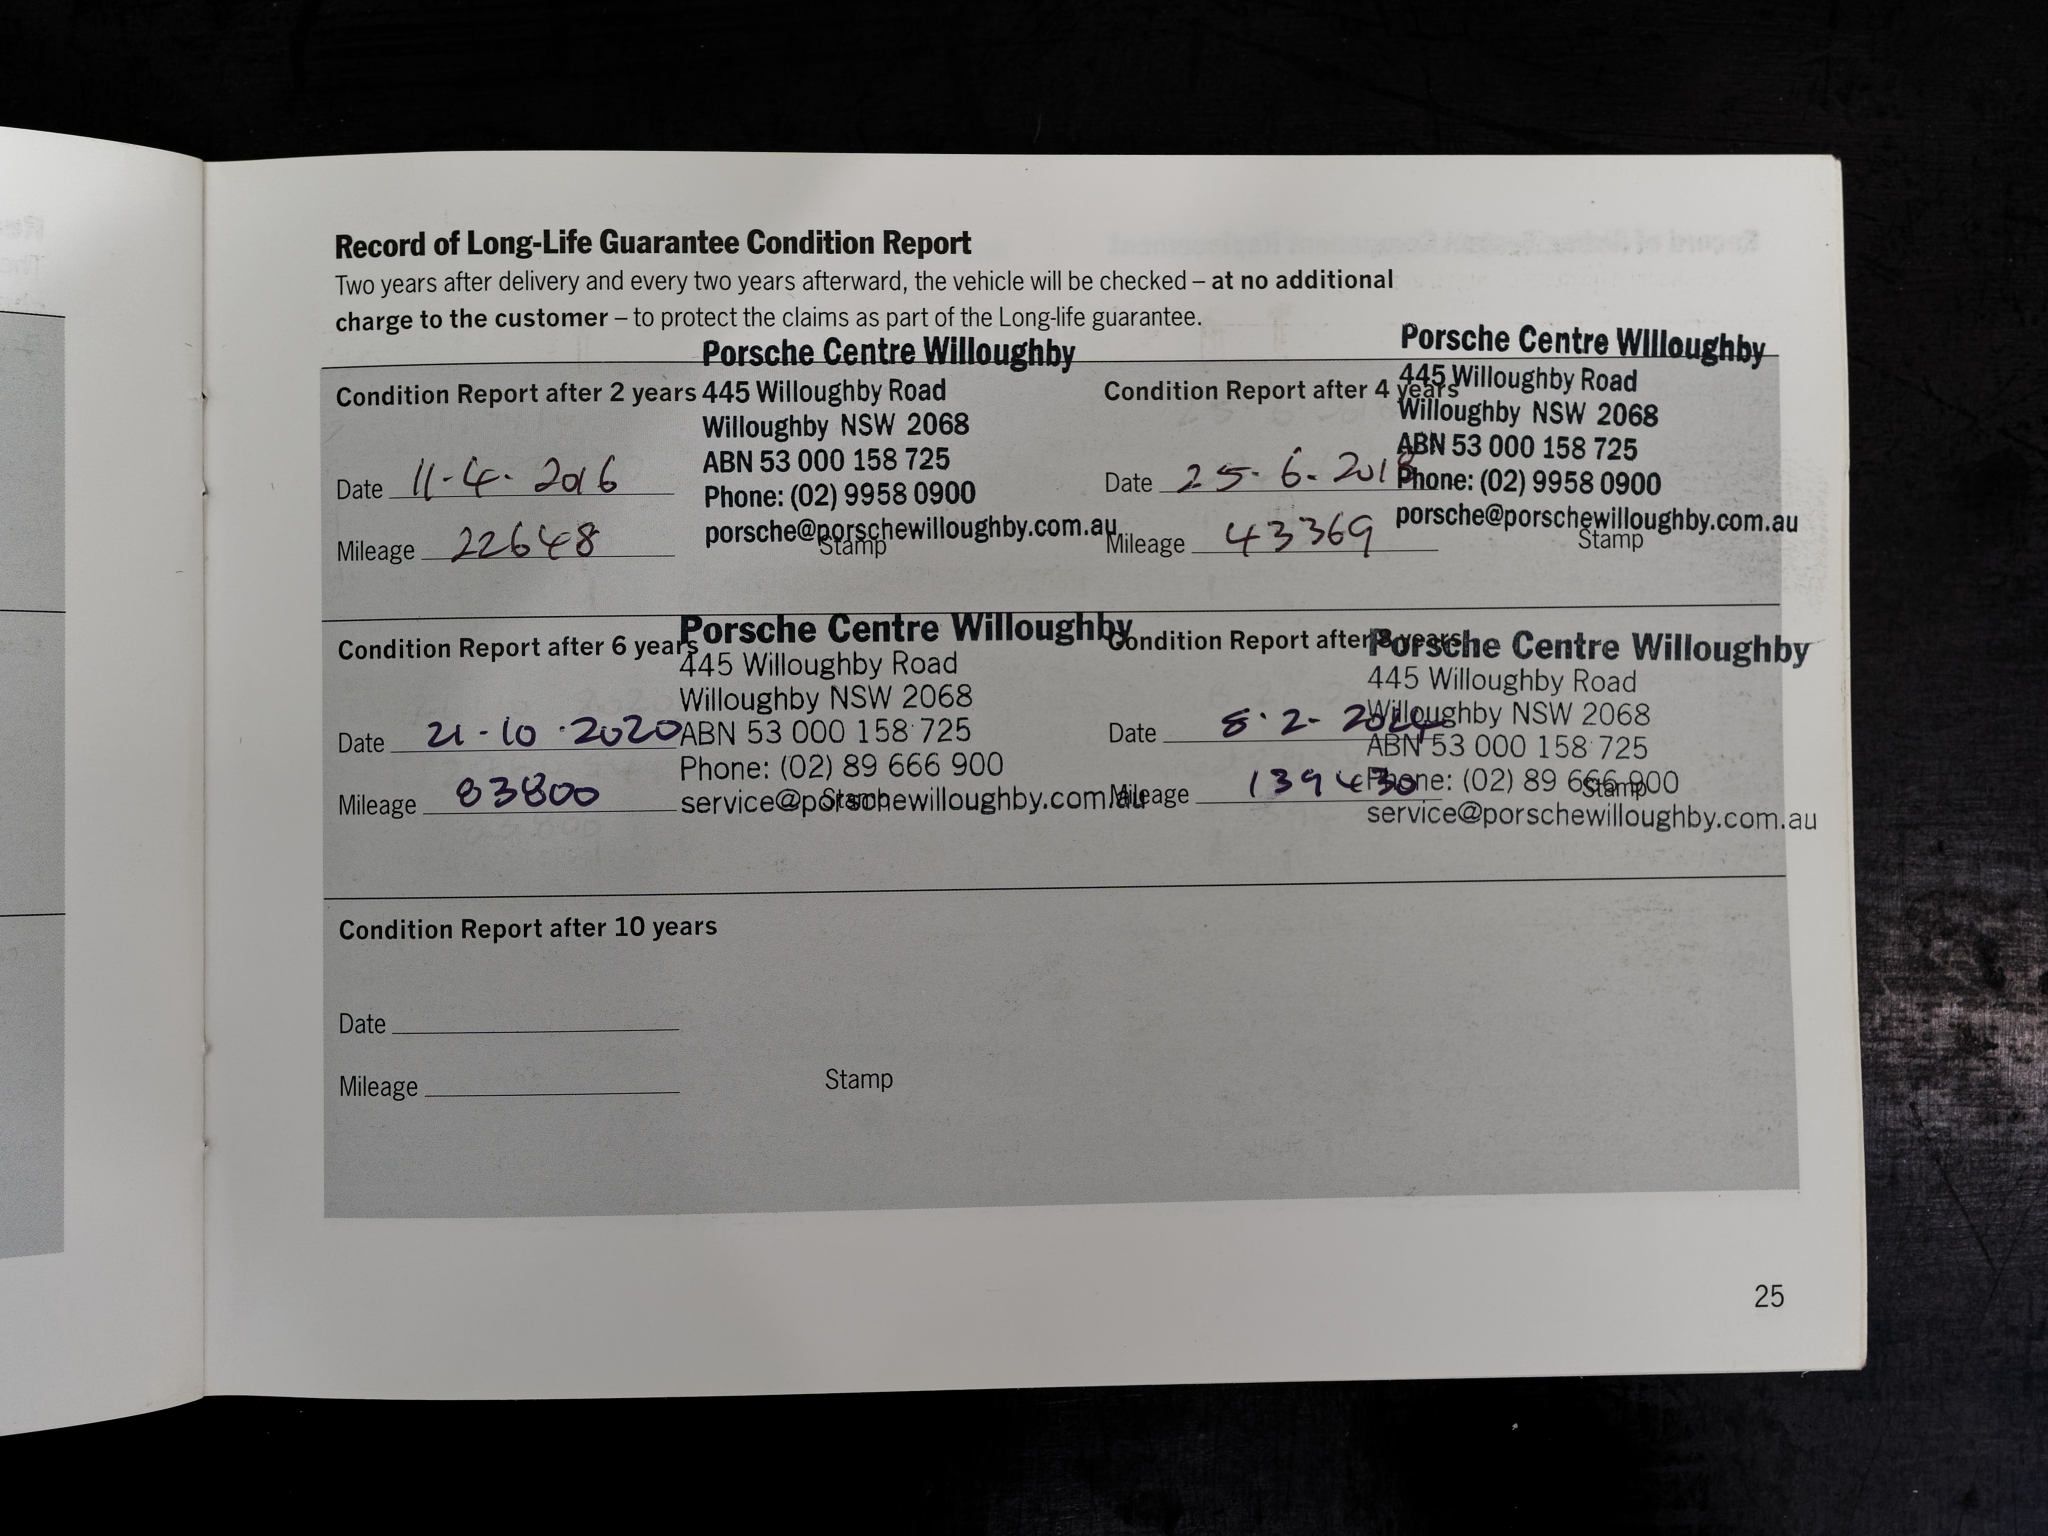 Record of Long-Life Guarantee Condition Report
Two years after delivery and every two years afterward, the vehicle will be checked – at no additional
charge to the customer – to protect the claims as part of the Long-life guarantee.
Condition Report after 2 years
Porsche Centre Willoughby
445 Willoughby Road
Willoughby NSW 2068
ABN 53 000 158 725
Phone: (02) 9958 0900
porsche@porschewilloughby.com.au
Date 11-4-2016
Mileage 22648
Stamp
Condition Report after 4 years
Porsche Centre Willoughby
445 Willoughby Road
Willoughby NSW 2068
ABN 53 000 158 725
Phone: (02) 9958 0900
porsche@porschewilloughby.com.au
Date 25-6-2018
Mileage 43369
Stamp
Condition Report after 6 years
Porsche Centre Willoughby
445 Willoughby Road
Willoughby NSW 2068
ABN 53 000 158 725
Phone: (02) 89 666 900
service@porschewilloughby.com.au
Date 21-10-2020
Mileage 83800
Stamp
Condition Report after 8 years
Porsche Centre Willoughby
445 Willoughby Road
Willoughby NSW 2068
ABN 53 000 158 725
Phone: (02) 89 666 900
service@porschewilloughby.com.au
Date 8-2-2024
Mileage 139430
Stamp
Condition Report after 10 years
Date
Mileage
Stamp
25